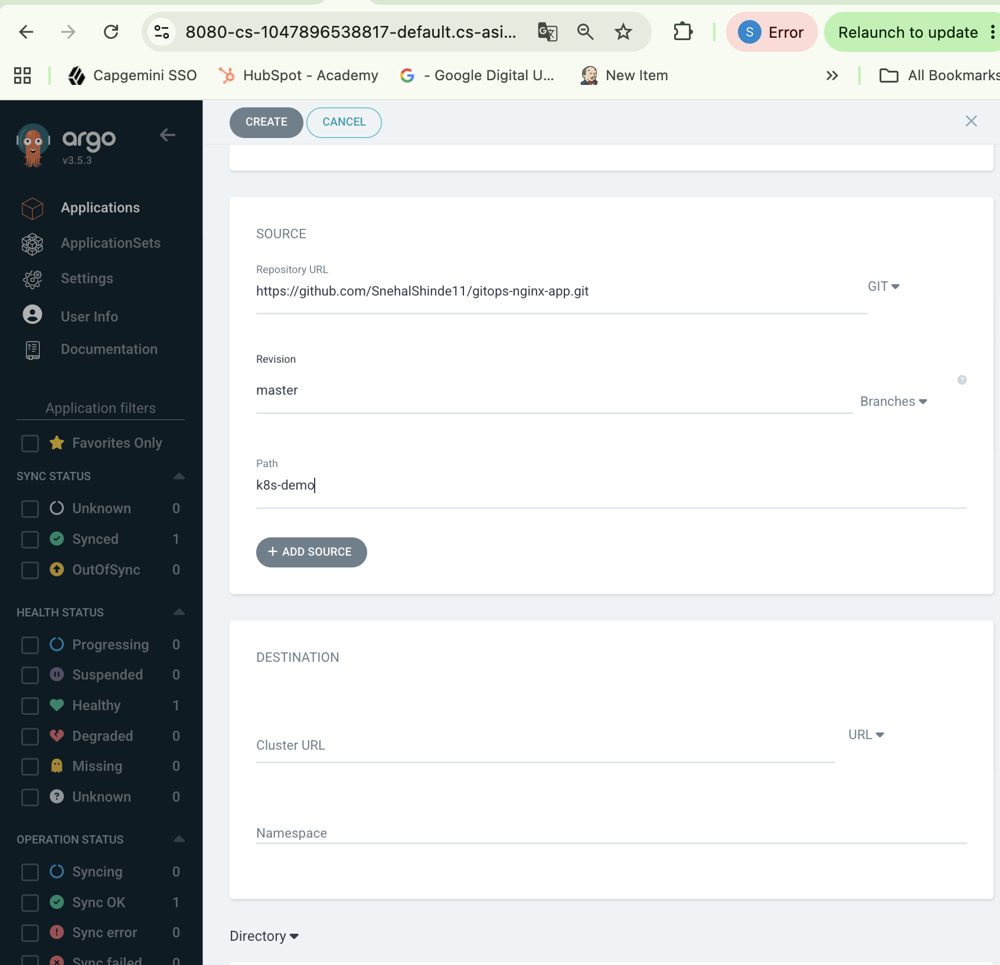 8080-cs-1047896538817-default.cs-asi...
S
Error
Relaunch to update
Capgemini SSO
HubSpot - Academy
- Google Digital U...
New Item
All Bookmarks
argo
v3.5.3
Applications
ApplicationSets
Settings
User Info
Documentation
Application filters
Favorites Only
SYNC STATUS
Unknown 0
Synced 1
OutOfSync 0
HEALTH STATUS
Progressing 0
Suspended 0
Healthy 1
Degraded 0
Missing 0
Unknown 0
OPERATION STATUS
Syncing 0
Sync OK 1
Sync error 0
Sync failed 0
CREATE
CANCEL
SOURCE
Repository URL
https://github.com/SnehalShinde11/gitops-nginx-app.git
GIT
Revision
master
Branches
Path
k8s-demo
+ ADD SOURCE
DESTINATION
Cluster URL
URL
Namespace
Directory